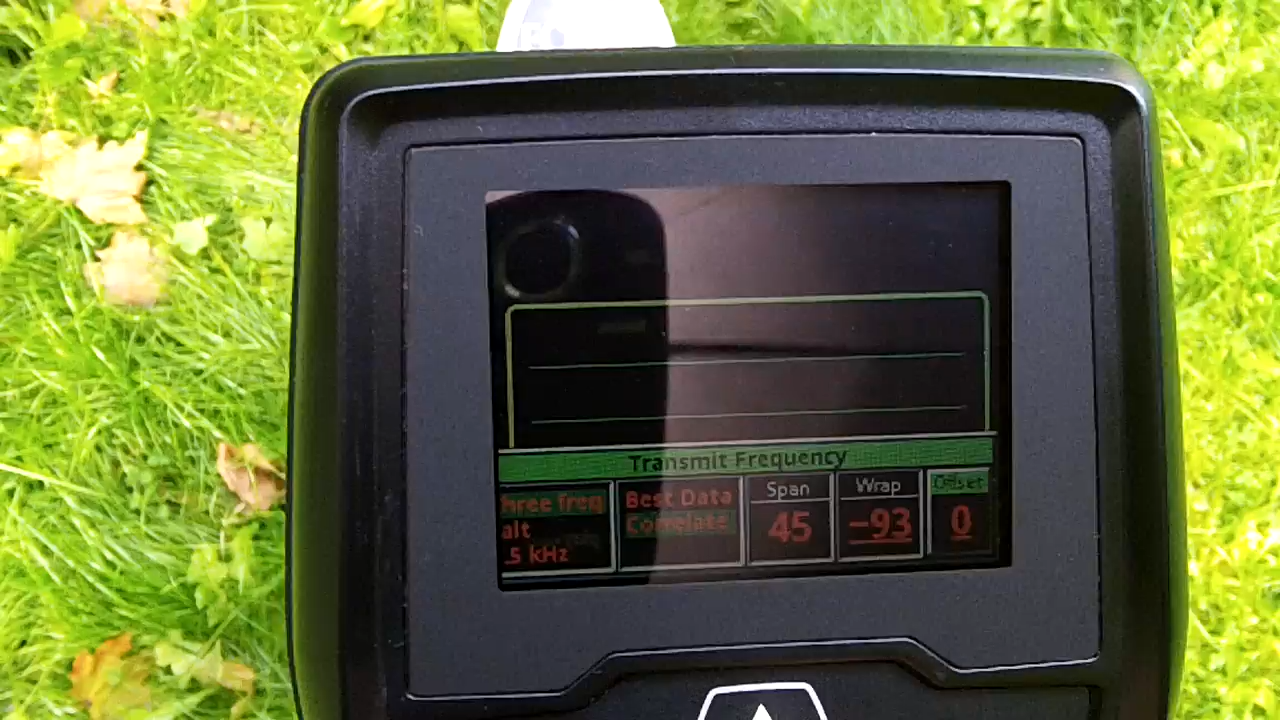 Transmit Frequency
hree freq
alt
.5 kHz
Best Data
Correlate
Span
45
Wrap
-93
Offset
0